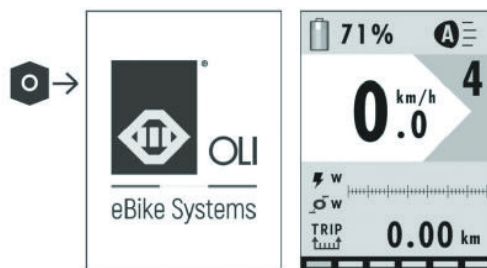 O
®
OLI
eBike Systems
71%
A
4
0.0 km/h
W
W
TRIP
0.00 km